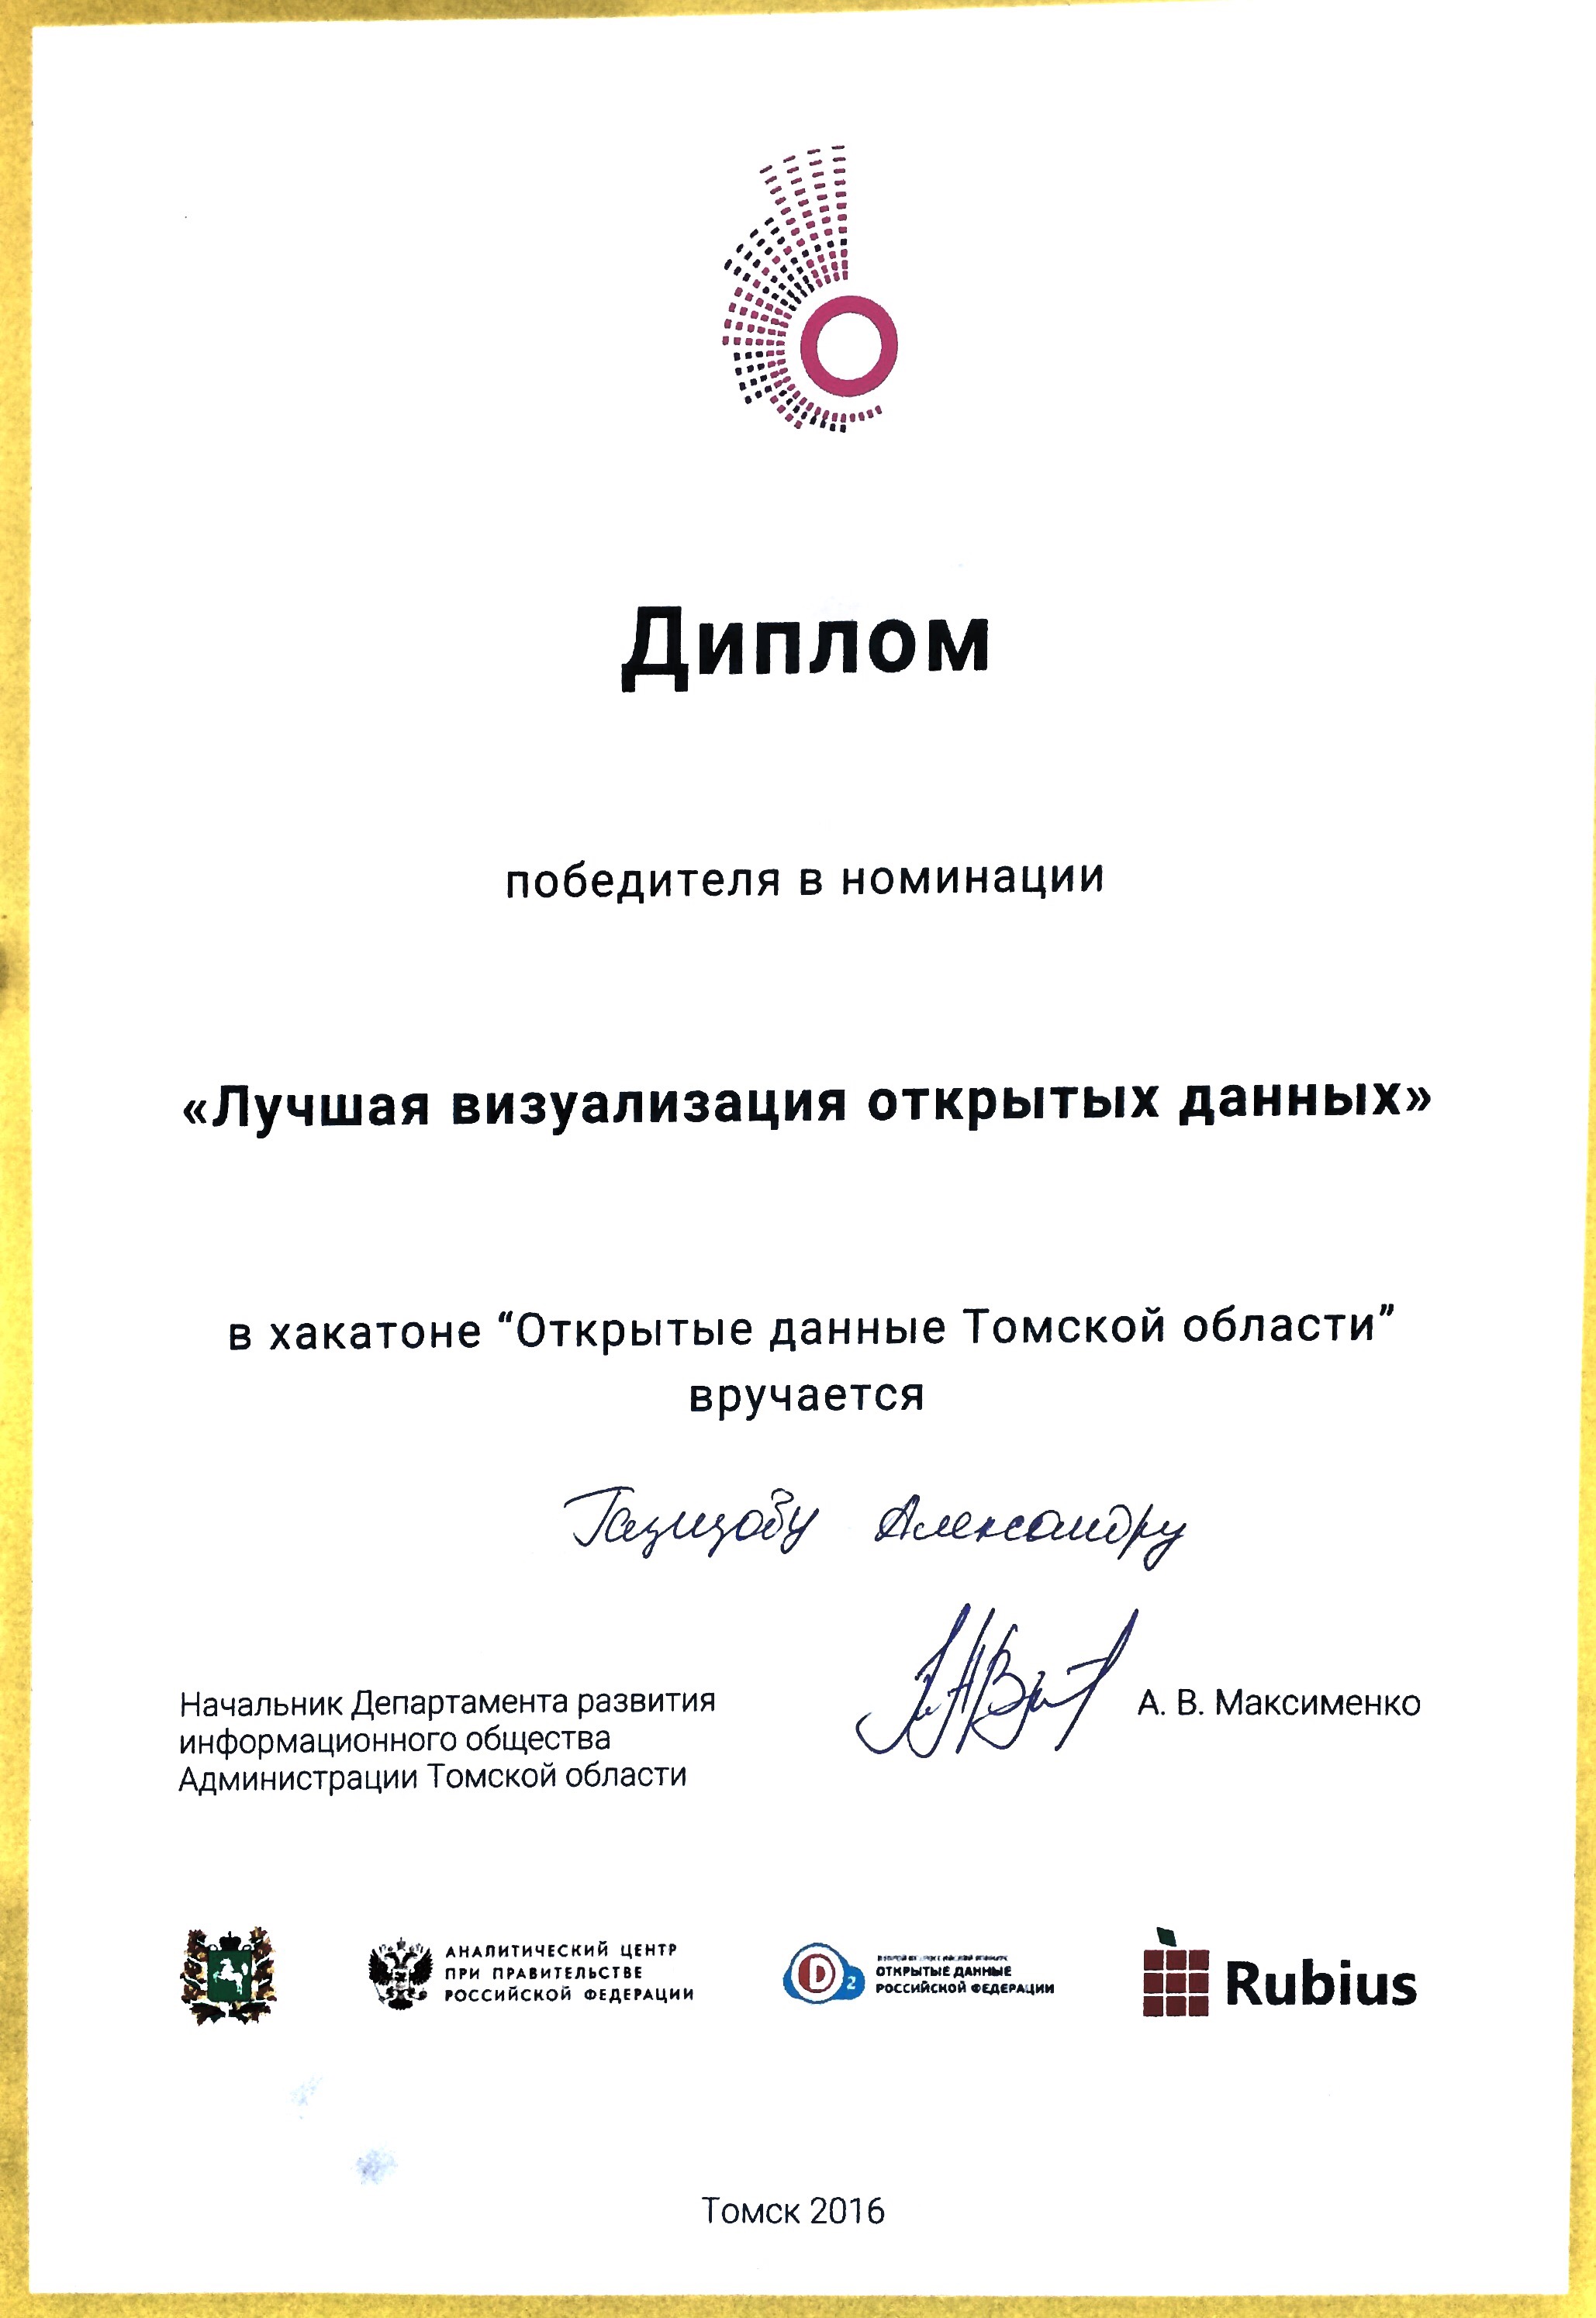 Диплом
победителя в номинации
«Лучшая визуализация открытых данных»
в хакатоне “Открытые данные Томской области”
вручается
Газизову Александру
Начальник Департамента развития
информационного общества
Администрации Томской области
А. В. Максименко
АНАЛИТИЧЕСКИЙ ЦЕНТР
ПРИ ПРАВИТЕЛЬСТВЕ
РОССИЙСКОЙ ФЕДЕРАЦИИ
D 2
ОТКРЫТЫЕ ДАННЫЕ
РОССИЙСКОЙ ФЕДЕРАЦИИ
Rubius
Томск 2016